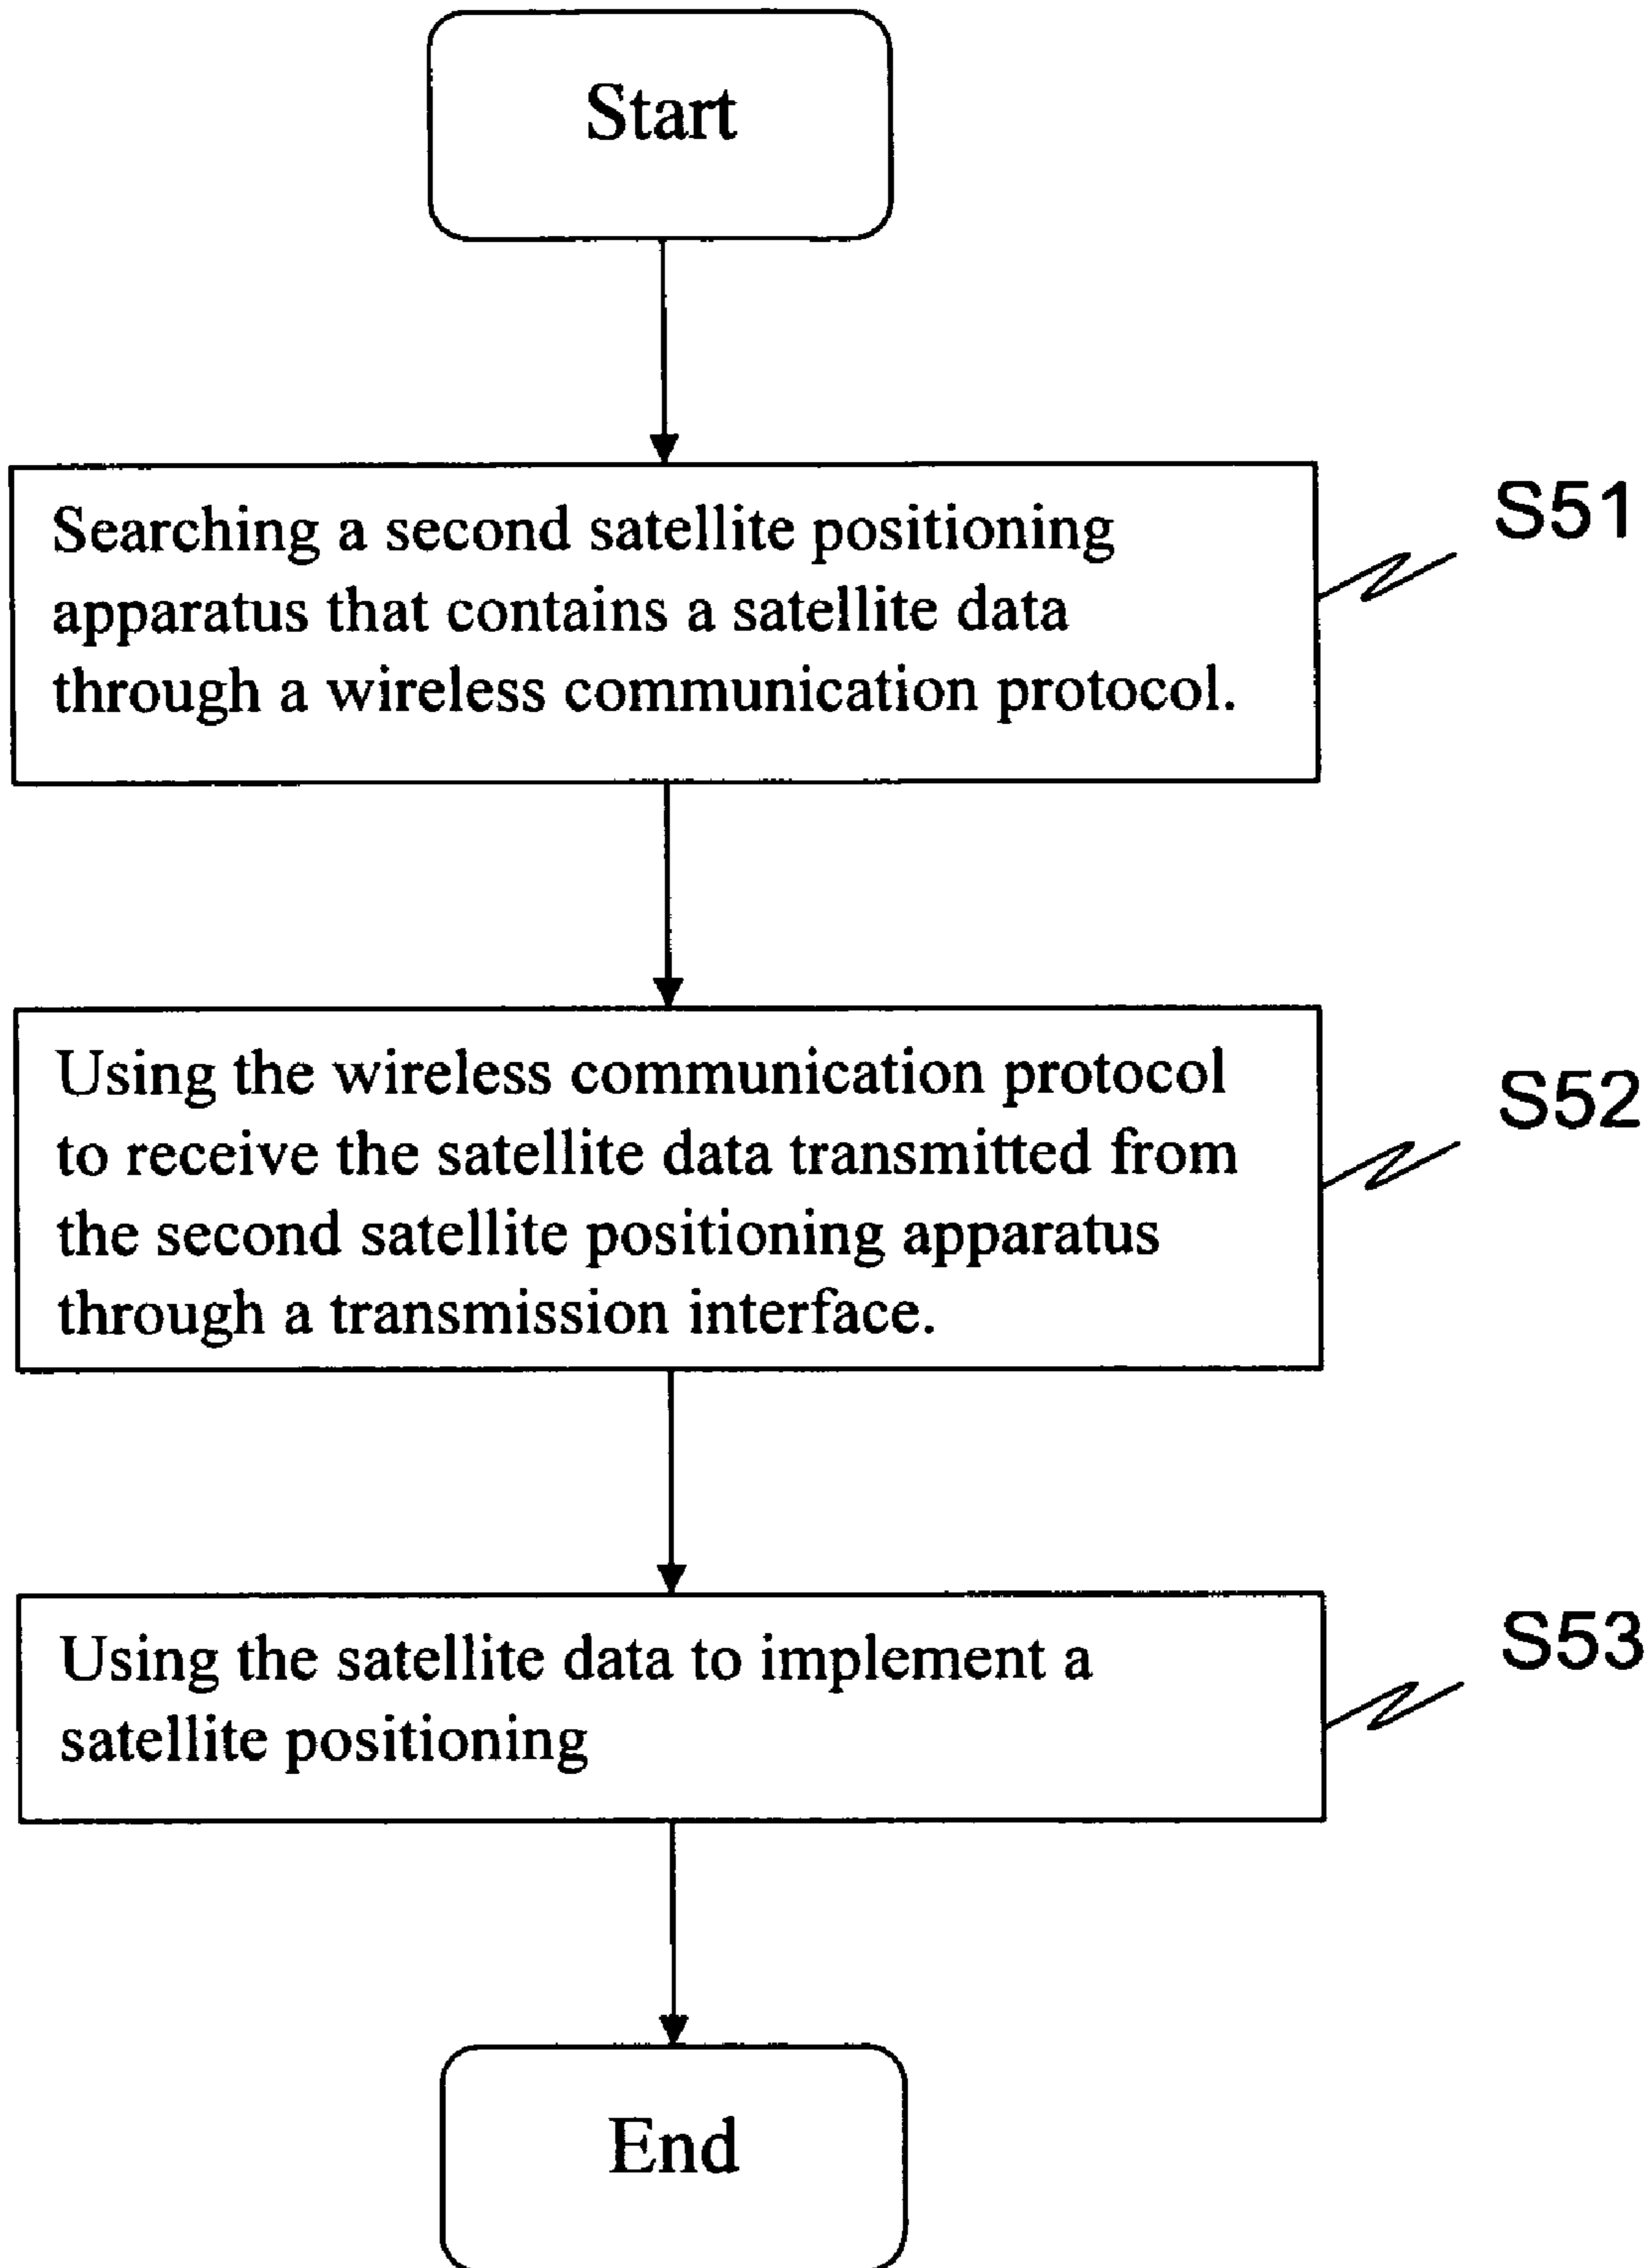 Start
Searching a second satellite positioning
apparatus that contains a satellite data
through a wireless communication protocol.
S51
Using the wireless communication protocol
to receive the satellite data transmitted from
the second satellite positioning apparatus
through a transmission interface.
S52
Using the satellite data to implement a
satellite positioning
S53
End